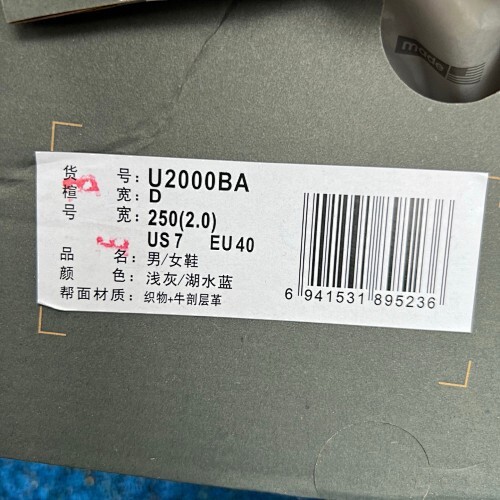 made
货 号: U2000BA
楦 宽: D
号 宽: 250(2.0)
US 7 EU 40
品 名: 男/女鞋
颜 色: 浅灰/湖水蓝
帮面材质: 织物+牛剖层革
6 941531 895236